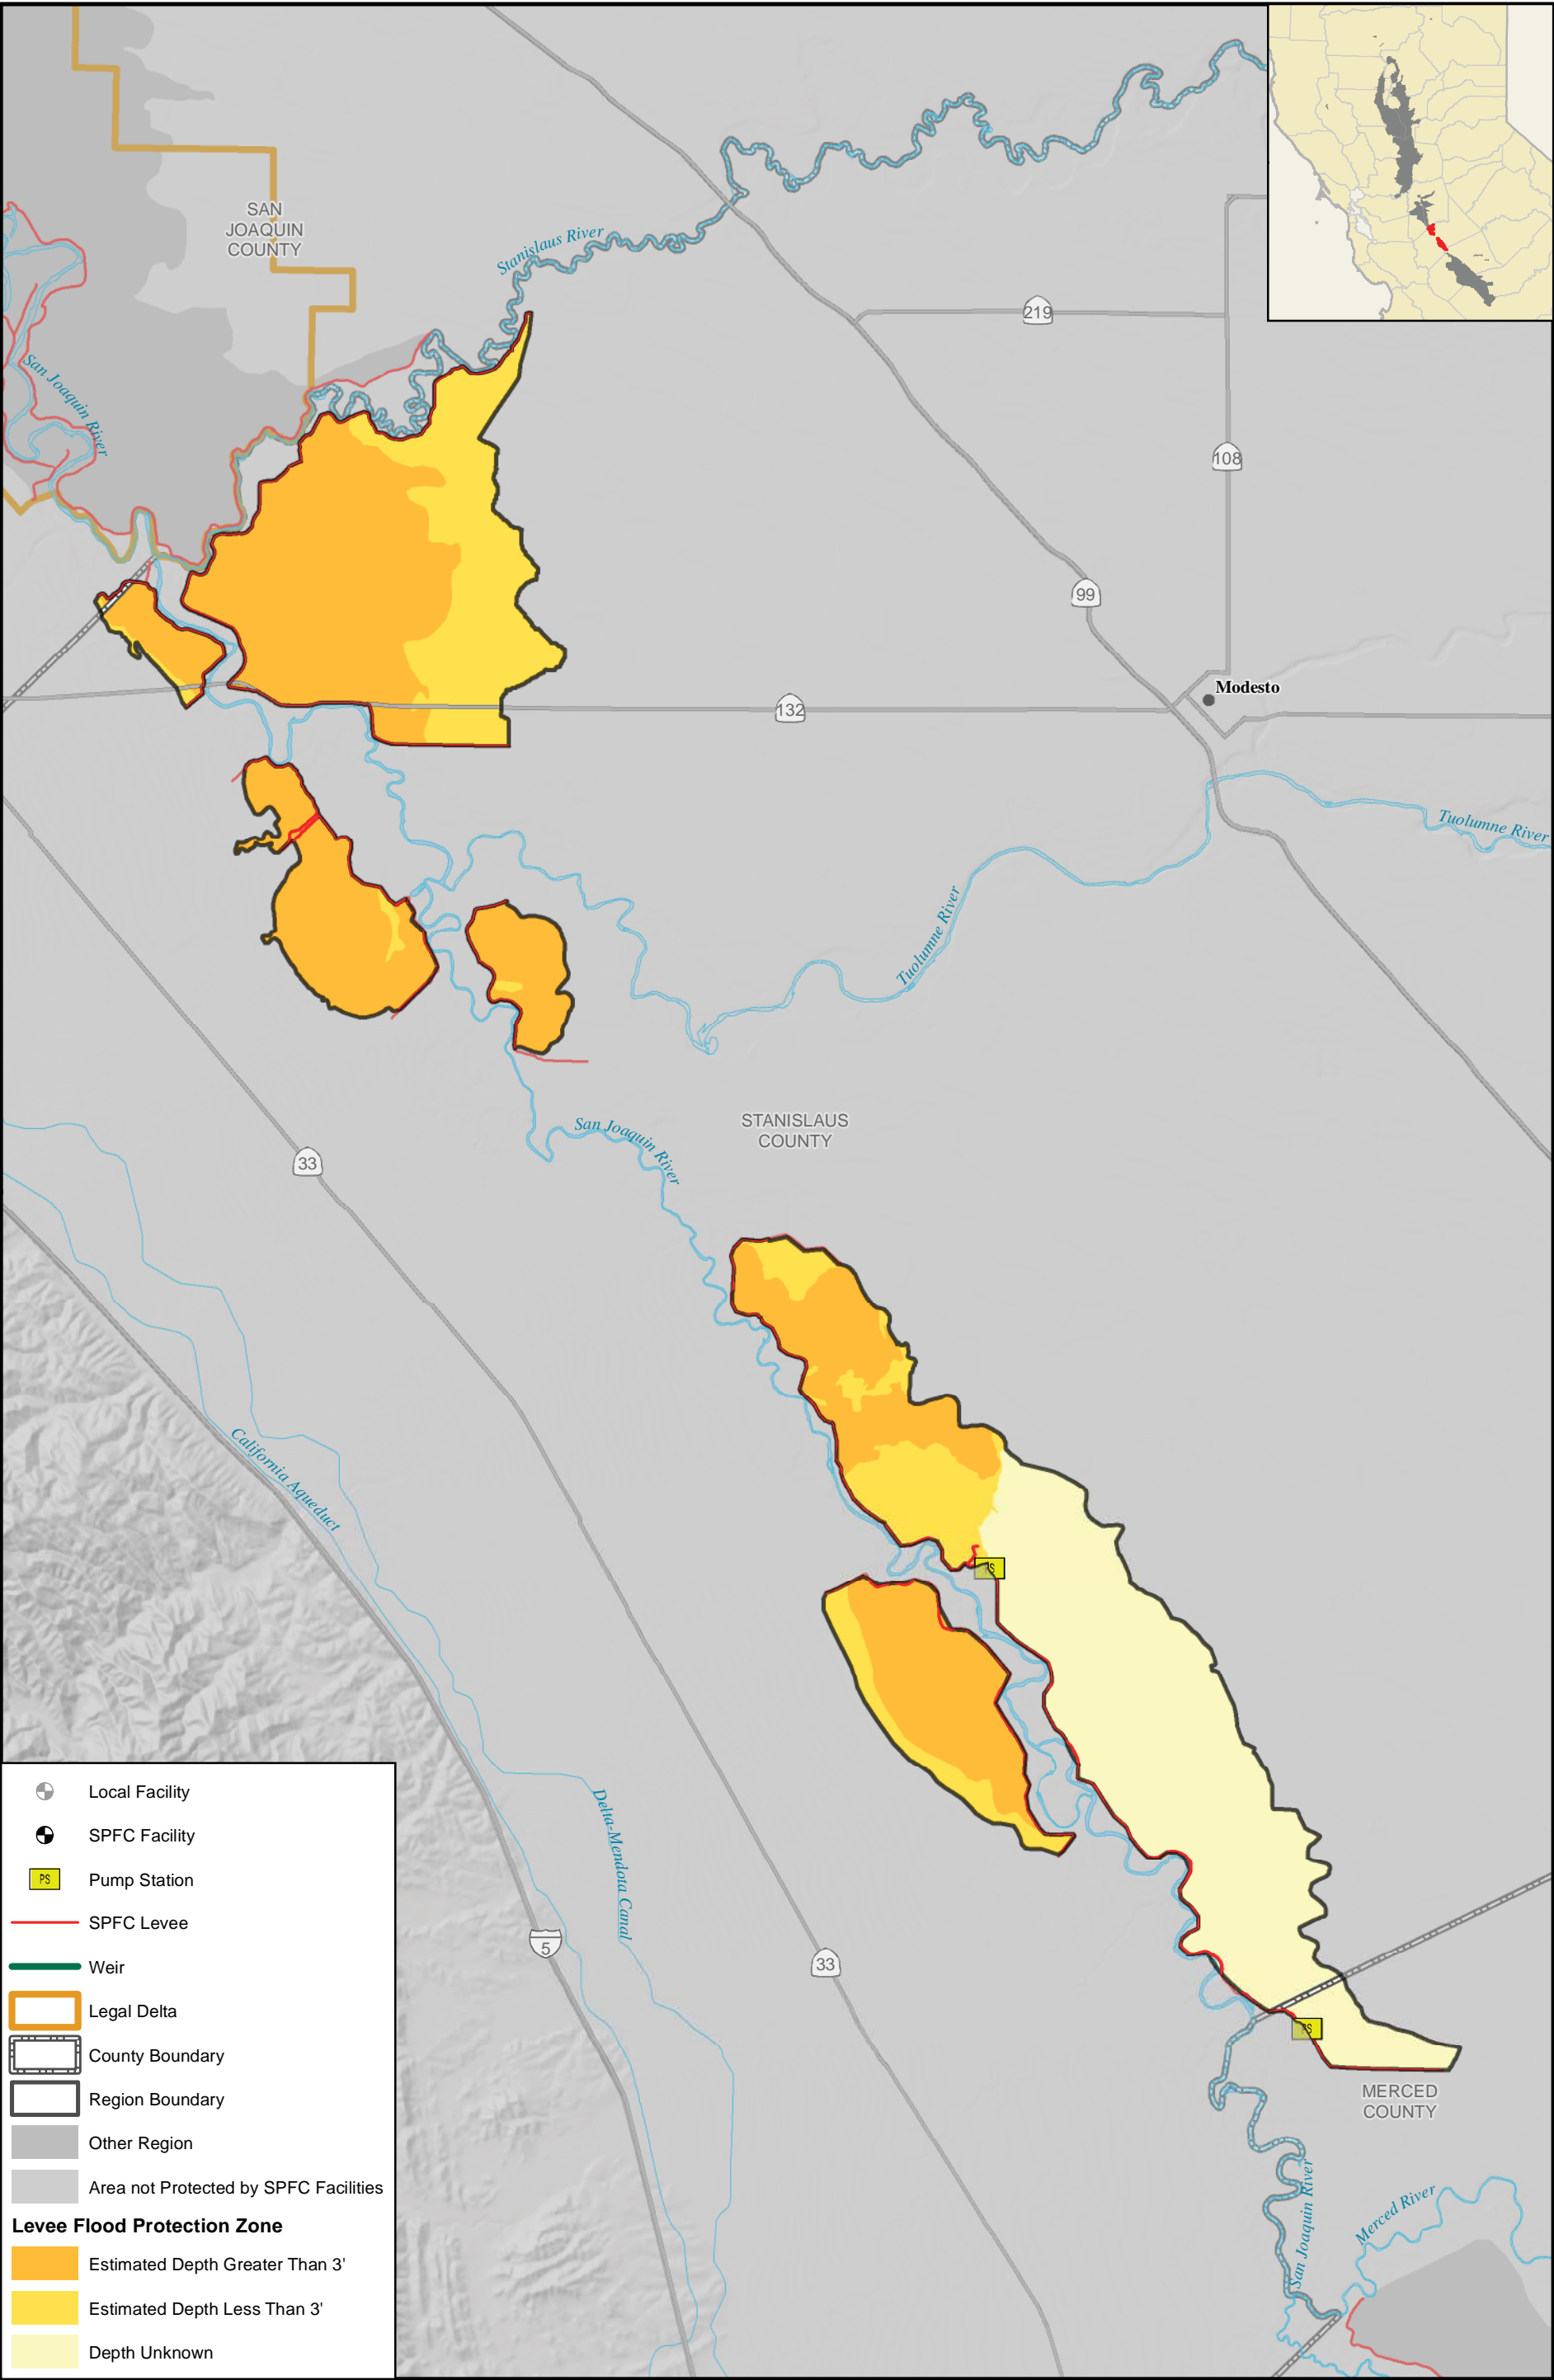 SAN
JOAQUIN
COUNTY
Stanislaus River
San Joaquin River
219
108
99
Modesto
132
Tuolumne River
Tuolumne River
STANISLAUS
COUNTY
San Joaquin River
33
California Aqueduct
PS
Delta-Mendota Canal
5
33
PS
MERCED
COUNTY
San Joaquin River
Merced River
Local Facility
SPFC Facility
PS Pump Station
SPFC Levee
Weir
Legal Delta
County Boundary
Region Boundary
Other Region
Area not Protected by SPFC Facilities
Levee Flood Protection Zone
Estimated Depth Greater Than 3'
Estimated Depth Less Than 3'
Depth Unknown